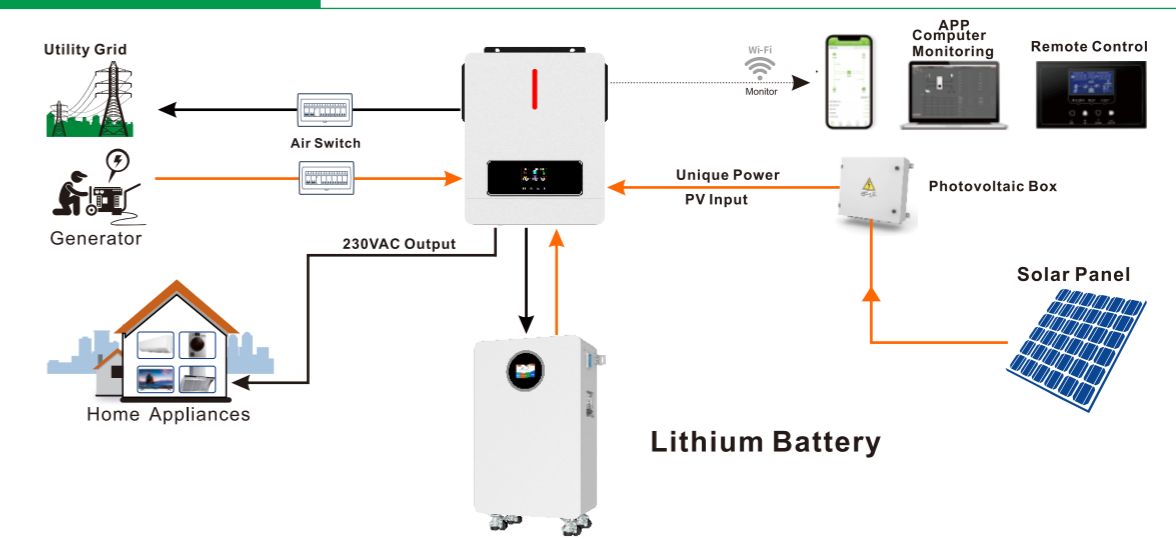 Utility Grid
Air Switch
Generator
230VAC Output
Home Appliances
Wi-Fi
Monitor
APP
Computer
Monitoring
Remote Control
Unique Power
PV Input
Photovoltaic Box
Solar Panel
Lithium Battery